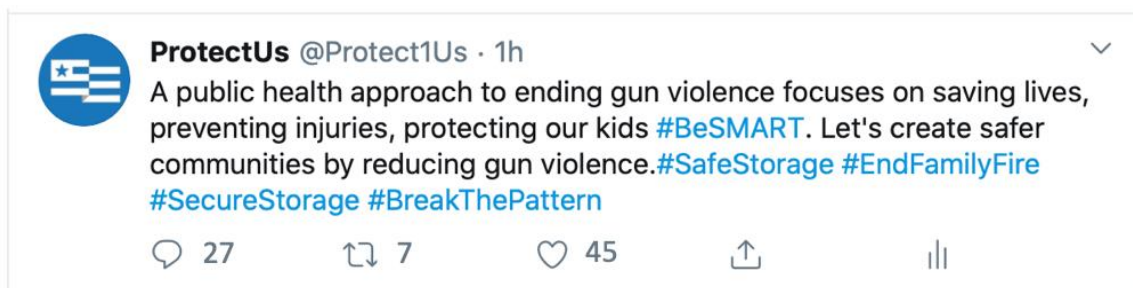 ProtectUs @Protect1Us · 1h
A public health approach to ending gun violence focuses on saving lives,
preventing injuries, protecting our kids #BeSMART. Let's create safer
communities by reducing gun violence.#SafeStorage #EndFamilyFire
#SecureStorage #BreakThePattern
27 7 45